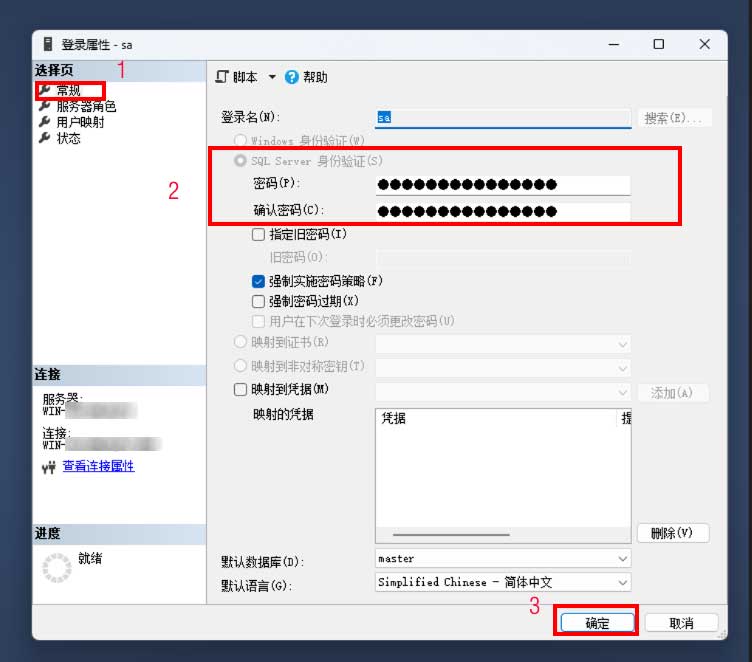 登录属性 - sa
选择页
1
常规
服务器角色
用户映射
状态
脚本
帮助
登录名(N):
sa
搜索(E)...
Windows 身份验证(W)
2
SQL Server 身份验证(S)
密码(P):
●●●●●●●●●●●●●●●
确认密码(C):
●●●●●●●●●●●●●●●
指定旧密码(I)
旧密码(O):
强制实施密码策略(F)
强制密码过期(X)
用户在下次登录时必须更改密码(U)
映射到证书(R)
映射到非对称密钥(T)
映射到凭据(M)
添加(A)
映射的凭据
凭据
提
删除(V)
默认数据库(D):
master
默认语言(G):
Simplified Chinese - 简体中文
连接
服务器:
WIN-
连接:
WIN-
查看连接属性
进度
就绪
3
确定
取消